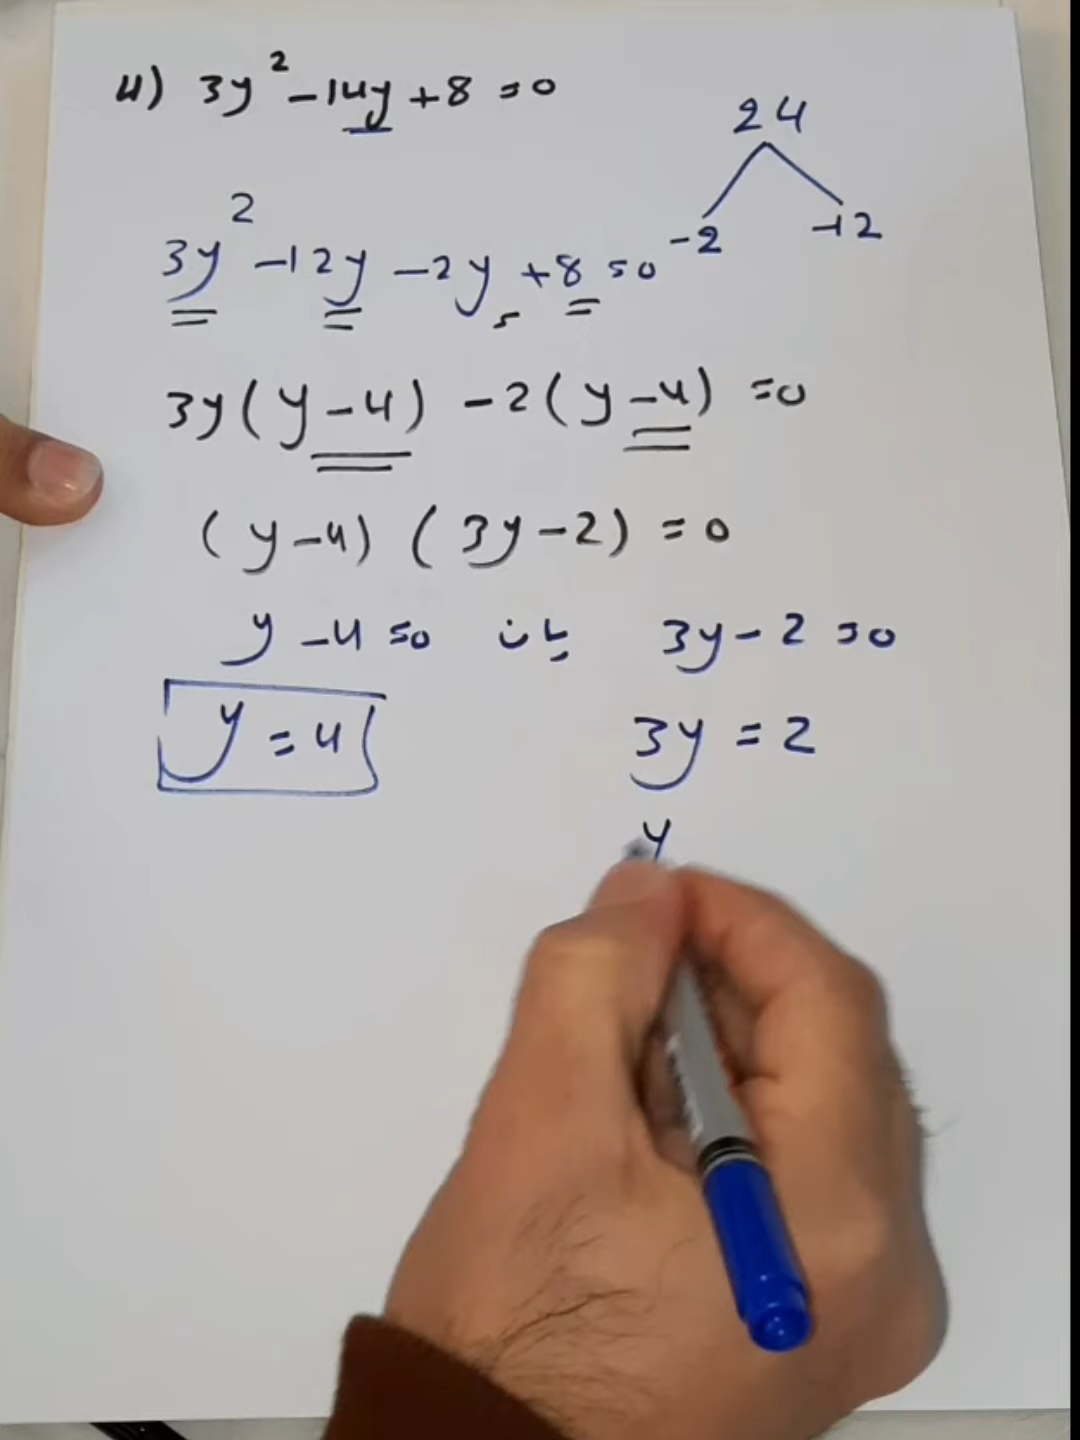 4) 3y² -14y +8 =0
24
-2 -12
3y² -12y -2y +8 =0
3y(y-4) -2(y-4) =0
(y-4) (3y-2) =0
y-4 =0 یان 3y-2 =0
y=4 3y=2
y